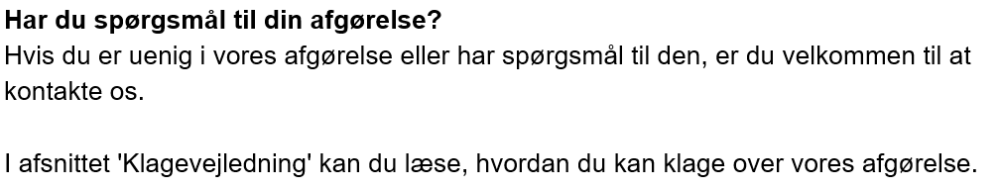 Har du spørgsmål til din afgørelse?
Hvis du er uenig i vores afgørelse eller har spørgsmål til den, er du velkommen til at
kontakte os.
I afsnittet 'Klagevejledning' kan du læse, hvordan du kan klage over vores afgørelse.